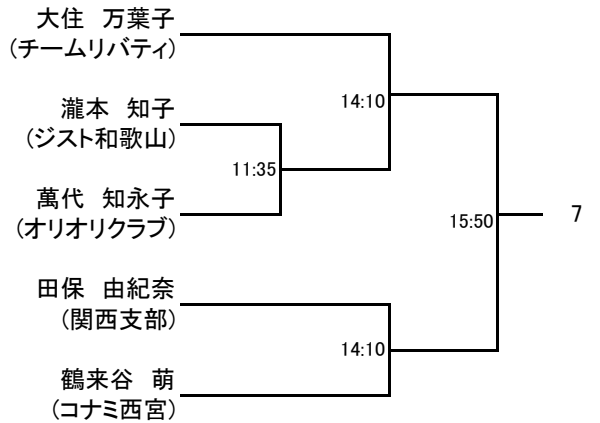 大住　万葉子
(チームリバティ)
14:10
瀧本　知子
(ジスト和歌山)
11:35
萬代　知永子
(オリオリクラブ)
15:50
7
田保　由紀奈
(関西支部)
14:10
鶴来谷　萌
(コナミ西宮)